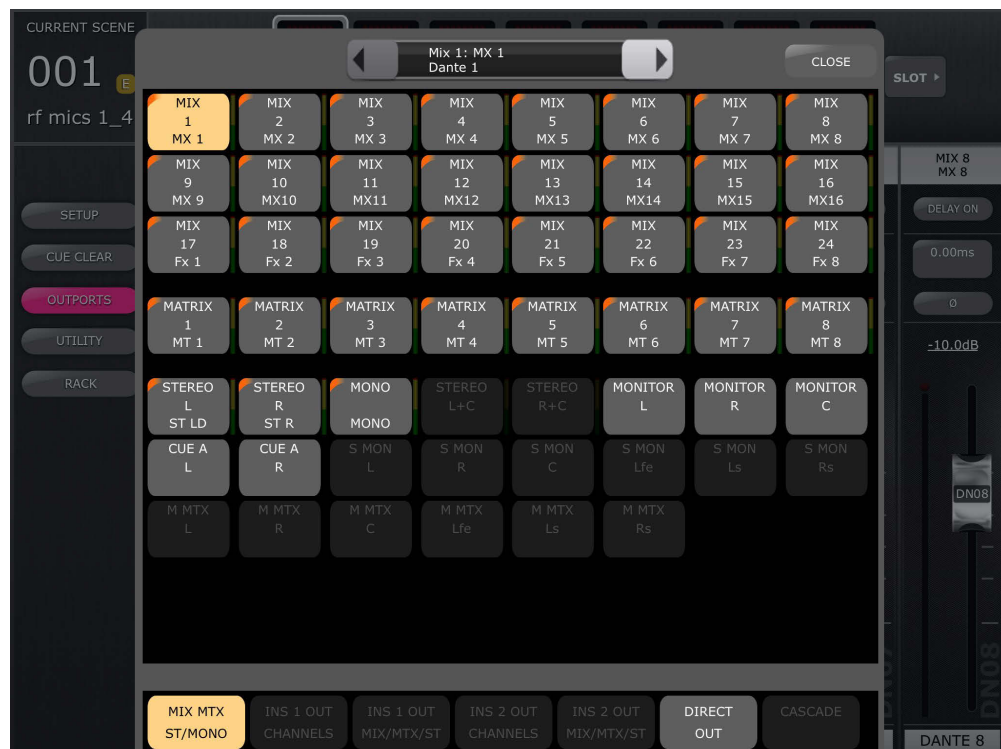 CURRENT SCENE
001 E
rf mics 1_4
Mix 1: MX 1
Dante 1
CLOSE
SLOT
MIX MIX MIX MIX MIX MIX MIX MIX
1 2 3 4 5 6 7 8
MX 1 MX 2 MX 3 MX 4 MX 5 MX 6 MX 7 MX 8
MIX MIX MIX MIX MIX MIX MIX MIX
9 10 11 12 13 14 15 16
MX 9 MX10 MX11 MX12 MX13 MX14 MX15 MX16
MIX MIX MIX MIX MIX MIX MIX MIX
17 18 19 20 21 22 23 24
Fx 1 Fx 2 Fx 3 Fx 4 Fx 5 Fx 6 Fx 7 Fx 8
MATRIX MATRIX MATRIX MATRIX MATRIX MATRIX MATRIX MATRIX
1 2 3 4 5 6 7 8
MT 1 MT 2 MT 3 MT 4 MT 5 MT 6 MT 7 MT 8
STEREO STEREO MONO STEREO STEREO MONITOR MONITOR MONITOR
L R L+C R+C L R C
ST LD ST R MONO
CUE A CUE A S MON S MON S MON S MON S MON S MON
L R L R C Lfe Ls Rs
M MTX M MTX M MTX M MTX M MTX M MTX
L R C Lfe Ls Rs
MIX MTX INS 1 OUT INS 1 OUT INS 2 OUT INS 2 OUT DIRECT CASCADE
ST/MONO CHANNELS MIX/MTX/ST CHANNELS MIX/MTX/ST OUT
SETUP
CUE CLEAR
OUTPORTS
UTILITY
RACK
MIX 8
MX 8
DELAY ON
0.00ms
Ø
-10.0dB
DN08
DN07
DN08
DANTE 8